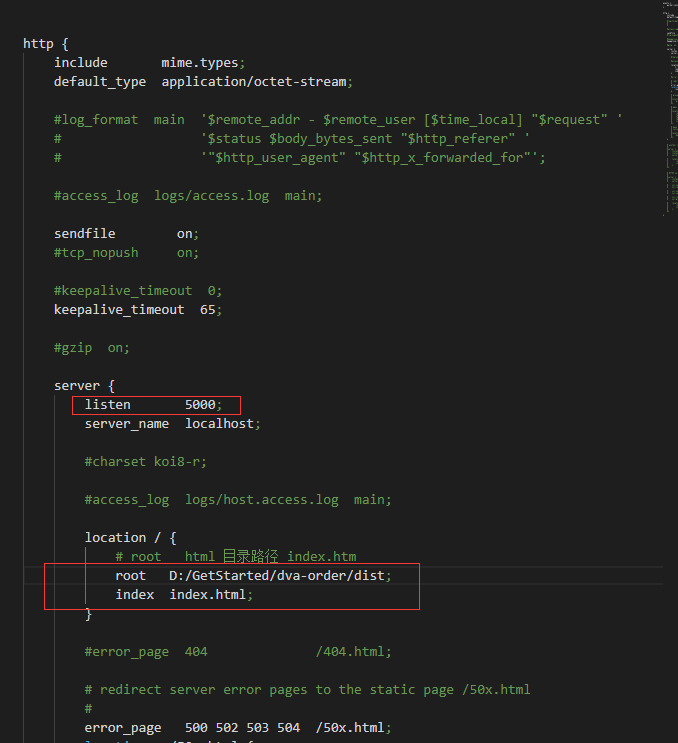 http {
include       mime.types;
default_type  application/octet-stream;
#log_format  main  '$remote_addr - $remote_user [$time_local] "$request" '
#                  '$status $body_bytes_sent "$http_referer" '
#                  '"$http_user_agent" "$http_x_forwarded_for"';
#access_log  logs/access.log  main;
sendfile        on;
#tcp_nopush     on;
#keepalive_timeout  0;
keepalive_timeout  65;
#gzip  on;
server {
listen       5000;
server_name  localhost;
#charset koi8-r;
#access_log  logs/host.access.log  main;
location / {
# root   html 目录路径 index.htm
root   D:/GetStarted/dva-order/dist;
index  index.html;
}
#error_page  404              /404.html;
# redirect server error pages to the static page /50x.html
#
error_page   500 502 503 504  /50x.html;